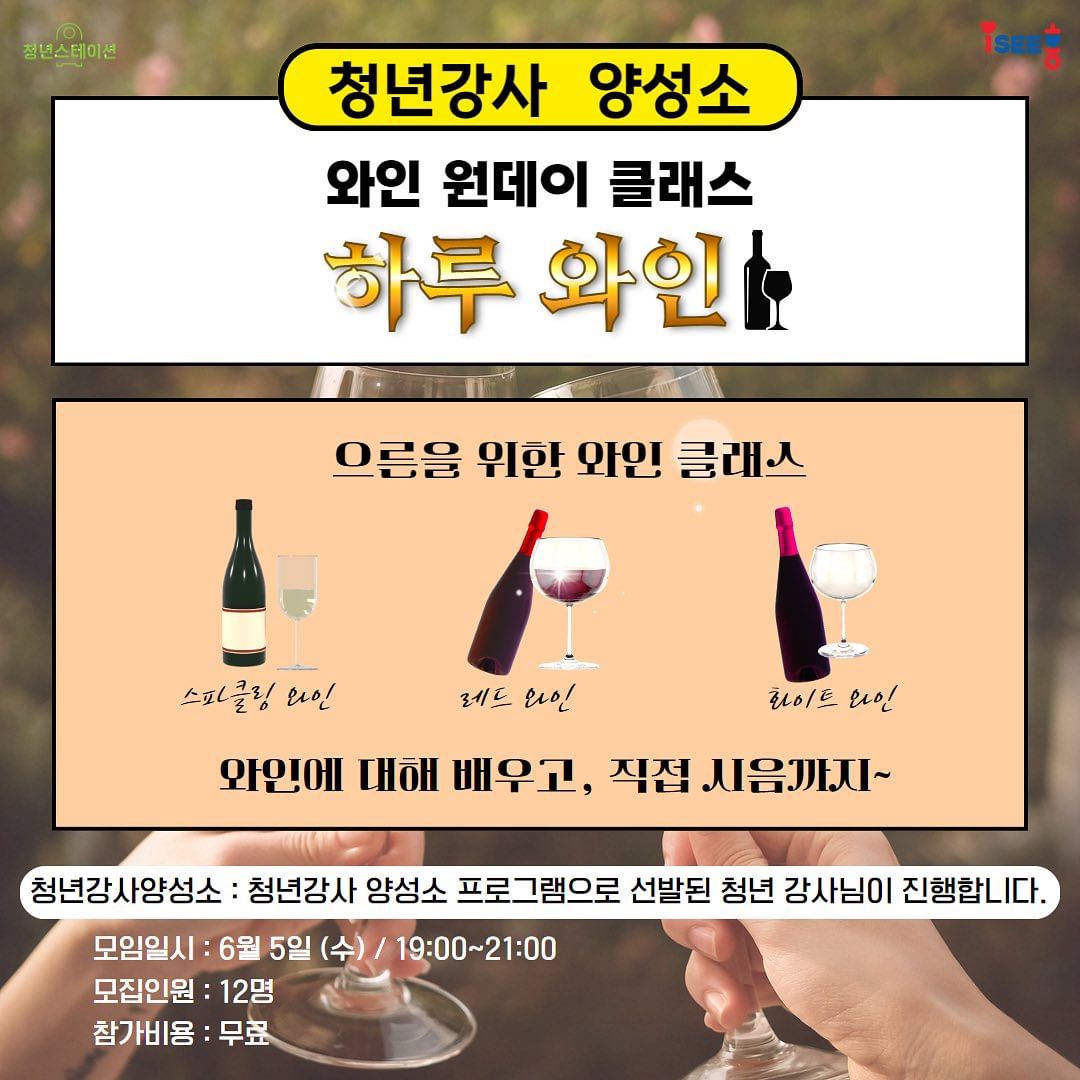 청년스테이션
I SEE 흥
청년강사 양성소
와인 원데이 클래스
하루 와인
으른을 위한 와인 클래스
스파클링 와인
레드 와인
화이트 와인
와인에 대해 배우고, 직접 시음까지~
청년강사양성소 : 청년강사 양성소 프로그램으로 선발된 청년 강사님이 진행합니다.
모임일시 : 6월 5일 (수) / 19:00~21:00
모집인원 : 12명
참가비용 : 무료